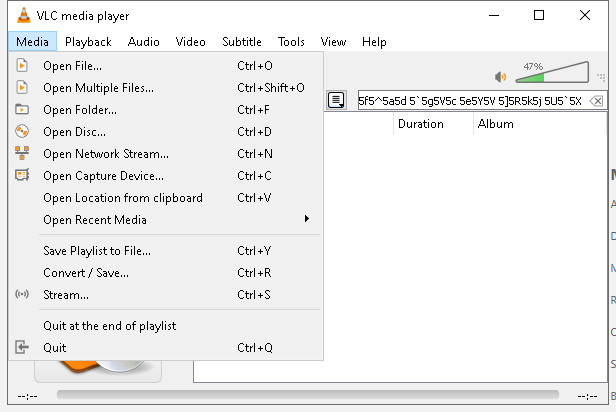 VLC media player
Media Playback Audio Video Subtitle Tools View Help
Open File... Ctrl+O
47%
Open Multiple Files... Ctrl+Shift+O
5f5^5a5d 5`5g5V5c 5e5Y5V 5]5R5k5j 5U5`5X
Open Folder... Ctrl+F
Duration Album
Open Disc... Ctrl+D
Open Network Stream... Ctrl+N
Open Capture Device... Ctrl+C
Open Location from clipboard Ctrl+V
Open Recent Media
Save Playlist to File... Ctrl+Y
Convert / Save... Ctrl+R
Stream... Ctrl+S
Quit at the end of playlist
Quit Ctrl+Q
--:-- --:--